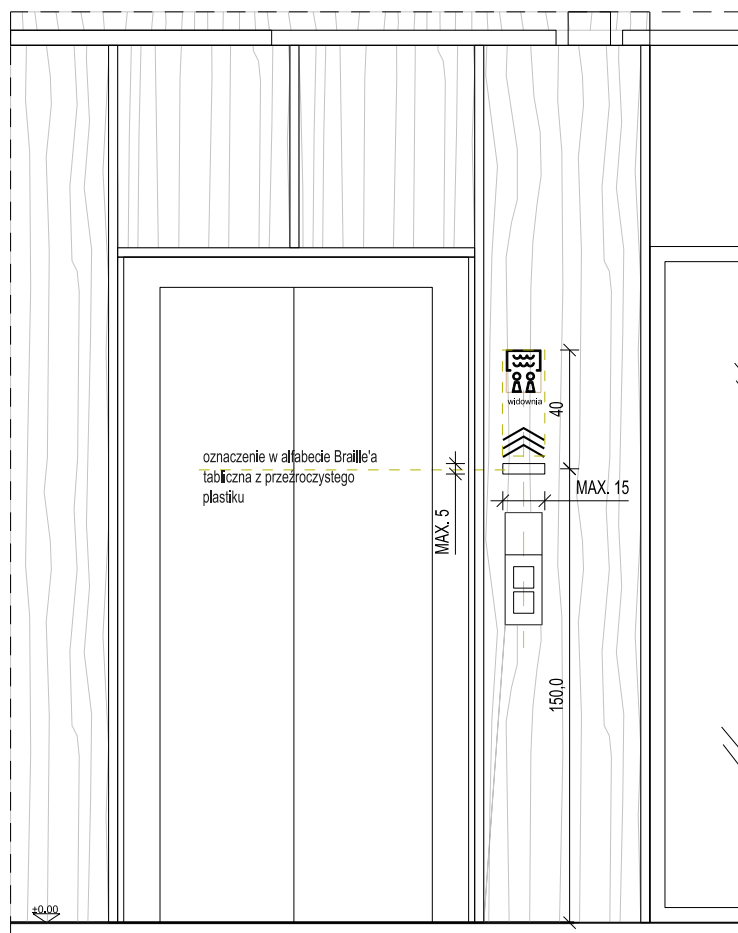 widownia
40
oznaczenie w alfabecie Braille'a
tabliczna z przeźroczystego
plastiku
MAX. 15
MAX. 5
150,0
±0.00